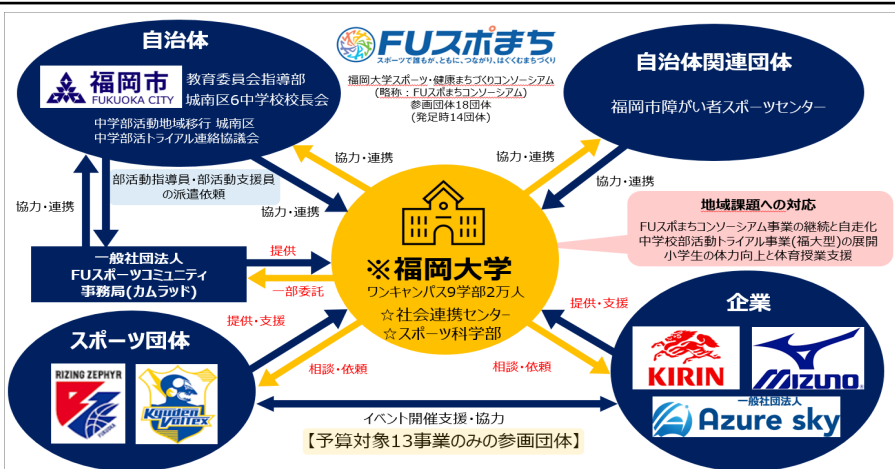 自治体
福岡市
FUKUOKA CITY
教育委員会指導部
城南区6中学校校長会
中学部活動地域移行 城南区
中学部活トライアル連絡協議会
FUスポまち
スポーツで誰もが、ともに、つながり、はぐくむまちづくり
福岡大学スポーツ・健康まちづくりコンソーシアム
(略称：FUスポまちコンソーシアム)
参画団体18団体
(発足時14団体)
自治体関連団体
福岡市障がい者スポーツセンター
協力・連携
協力・連携
協力・連携
部活動指導員・部活動支援員
の派遣依頼
協力・連携
協力・連携
地域課題への対応
FUスポまちコンソーシアム事業の継続と自走化
中学校部活動トライアル事業(福大型)の展開
小学生の体力向上と体育授業支援
一般社団法人
FUスポーツコミュニティ
事務局(カムラッド)
提供
一部委託
※福岡大学
ワンキャンパス9学部2万人
☆社会連携センター
☆スポーツ科学部
スポーツ団体
RIZING ZEPHYR
Kyuden
Voltex
提供・支援
相談・依頼
提供・支援
相談・依頼
企業
KIRIN
MIZUNO
一般社団法人
Azure sky
イベント開催支援・協力
【予算対象13事業のみの参画団体】